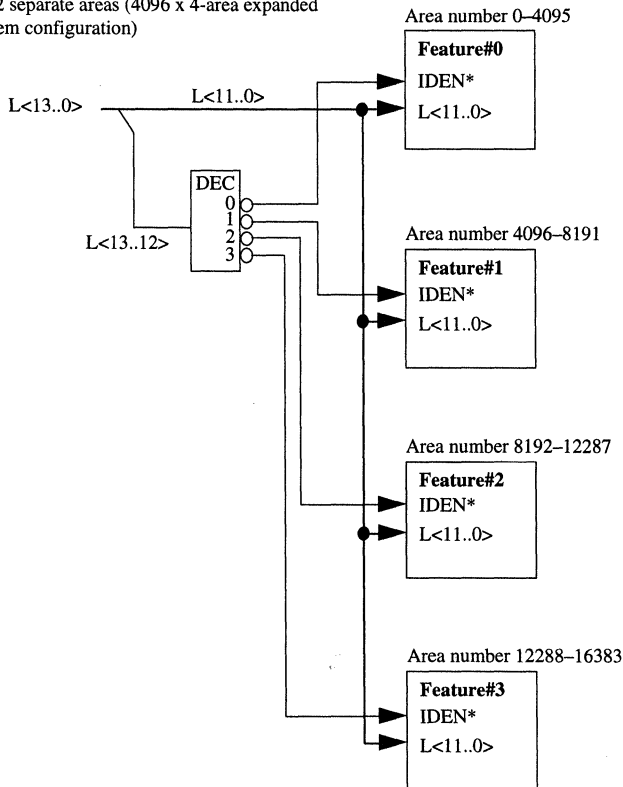 2 separate areas (4096 x 4-area expanded
em configuration)
Area number 0–4095
Feature#0
IDEN*
L<11..0>
L<13..0>
L<11..0>
DEC
0
1
2
3
L<13..12>
Area number 4096–8191
Feature#1
IDEN*
L<11..0>
Area number 8192–12287
Feature#2
IDEN*
L<11..0>
Area number 12288–16383
Feature#3
IDEN*
L<11..0>